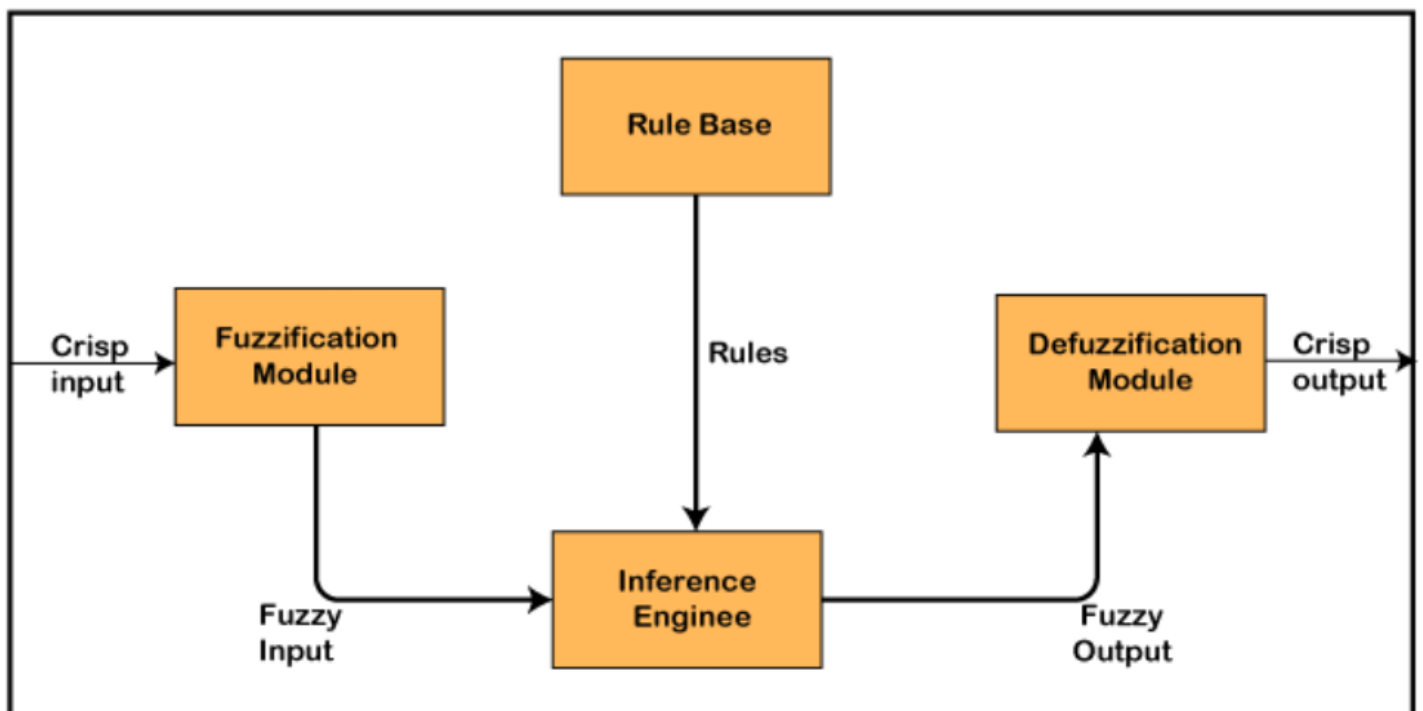 Rule Base
Crisp
input
Fuzzification
Module
Rules
Defuzzification
Module
Crisp
output
Fuzzy
Input
Inference
Enginee
Fuzzy
Output